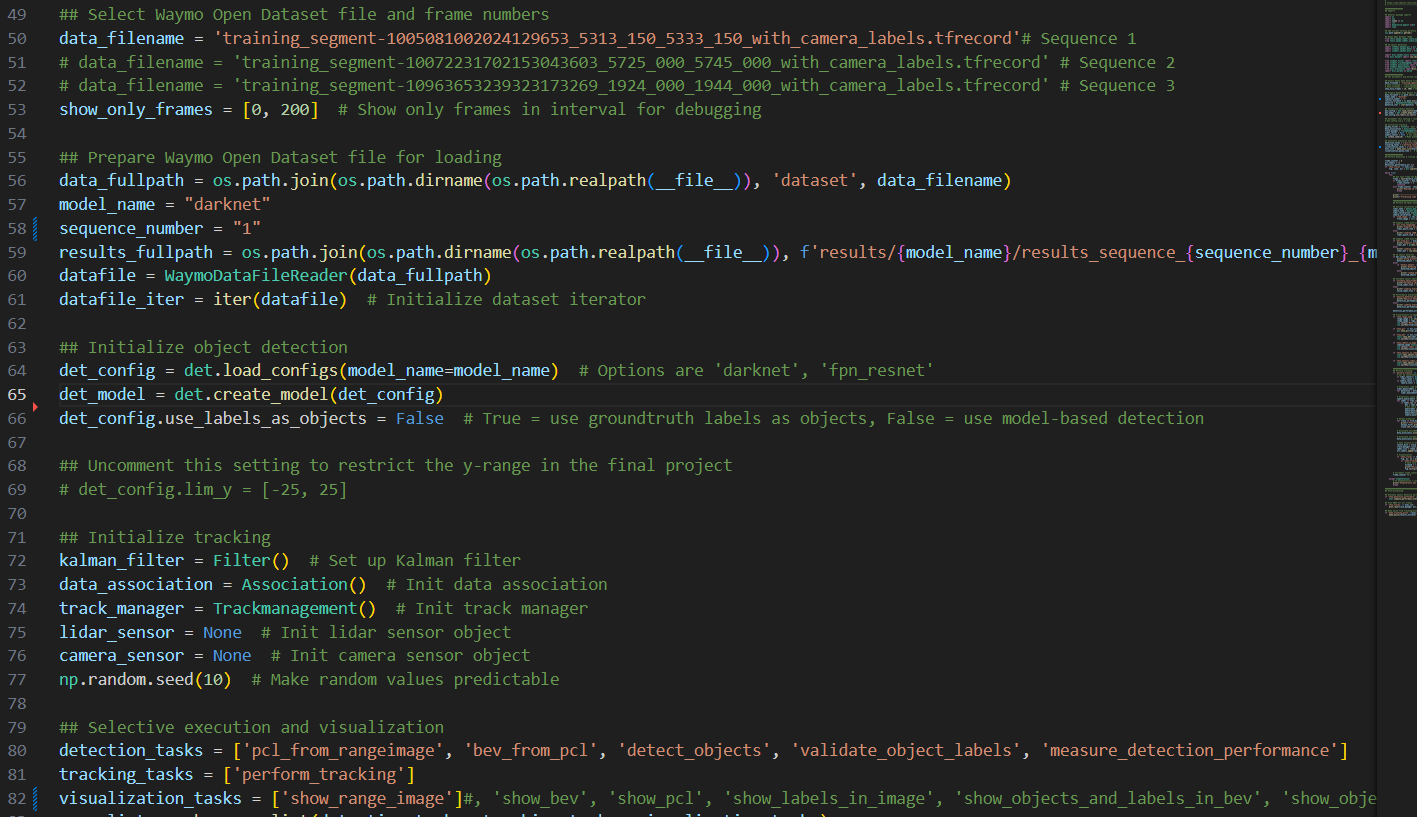 49 ## Select Waymo Open Dataset file and frame numbers
50 data_filename = 'training_segment-1005081002024129653_5313_150_5333_150_with_camera_labels.tfrecord'# Sequence 1
51 # data_filename = 'training_segment-10072231702153043603_5725_000_5745_000_with_camera_labels.tfrecord' # Sequence 2
52 # data_filename = 'training_segment-10963653239323173269_1924_000_1944_000_with_camera_labels.tfrecord' # Sequence 3
53 show_only_frames = [0, 200]  # Show only frames in interval for debugging
54
55 ## Prepare Waymo Open Dataset file for loading
56 data_fullpath = os.path.join(os.path.dirname(os.path.realpath(__file__)), 'dataset', data_filename)
57 model_name = "darknet"
58 sequence_number = "1"
59 results_fullpath = os.path.join(os.path.dirname(os.path.realpath(__file__)), f'results/{model_name}/results_sequence_{sequence_number}_{m
60 datafile = WaymoDataFileReader(data_fullpath)
61 datafile_iter = iter(datafile)  # Initialize dataset iterator
62
63 ## Initialize object detection
64 det_config = det.load_configs(model_name=model_name)  # Options are 'darknet', 'fpn_resnet'
65 det_model = det.create_model(det_config)
66 det_config.use_labels_as_objects = False  # True = use groundtruth labels as objects, False = use model-based detection
67
68 ## Uncomment this setting to restrict the y-range in the final project
69 # det_config.lim_y = [-25, 25]
70
71 ## Initialize tracking
72 kalman_filter = Filter()  # Set up Kalman filter
73 data_association = Association()  # Init data association
74 track_manager = Trackmanagement()  # Init track manager
75 lidar_sensor = None  # Init lidar sensor object
76 camera_sensor = None  # Init camera sensor object
77 np.random.seed(10)  # Make random values predictable
78
79 ## Selective execution and visualization
80 detection_tasks = ['pcl_from_rangeimage', 'bev_from_pcl', 'detect_objects', 'validate_object_labels', 'measure_detection_performance']
81 tracking_tasks = ['perform_tracking']
82 visualization_tasks = ['show_range_image']#, 'show_bev', 'show_pcl', 'show_labels_in_image', 'show_objects_and_labels_in_bev', 'show_obje